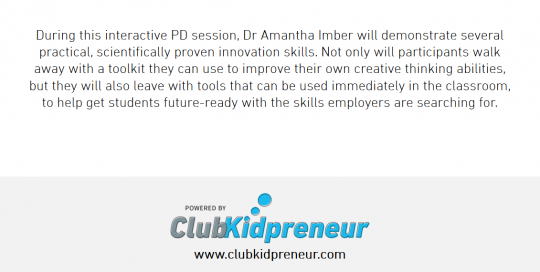 During this interactive PD session, Dr Amantha Imber will demonstrate several
practical, scientifically proven innovation skills. Not only will participants walk
away with a toolkit they can use to improve their own creative thinking abilities,
but they will also leave with tools that can be used immediately in the classroom,
to help get students future-ready with the skills employers are searching for.
POWERED BY
ClubKidpreneur
www.clubkidpreneur.com